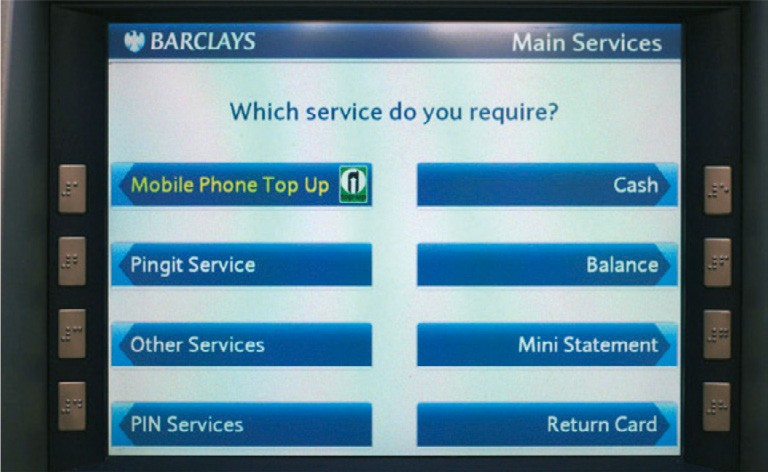 BARCLAYS
Main Services
Which service do you require?
Mobile Phone Top Up
Cash
Pingit Service
Balance
Other Services
Mini Statement
PIN Services
Return Card